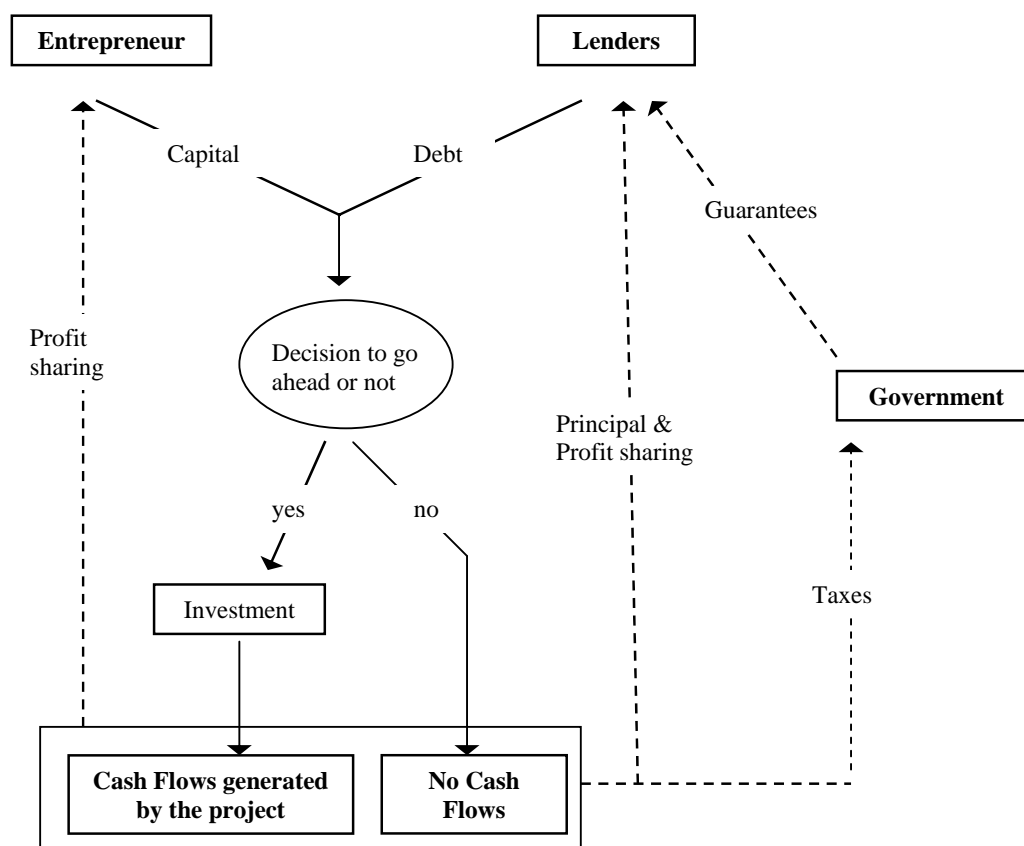 Entrepreneur
Lenders
Capital
Debt
Guarantees
Profit
sharing
Decision to go
ahead or not
Government
Principal &
Profit sharing
yes
no
Investment
Taxes
Cash Flows generated
by the project
No Cash
Flows